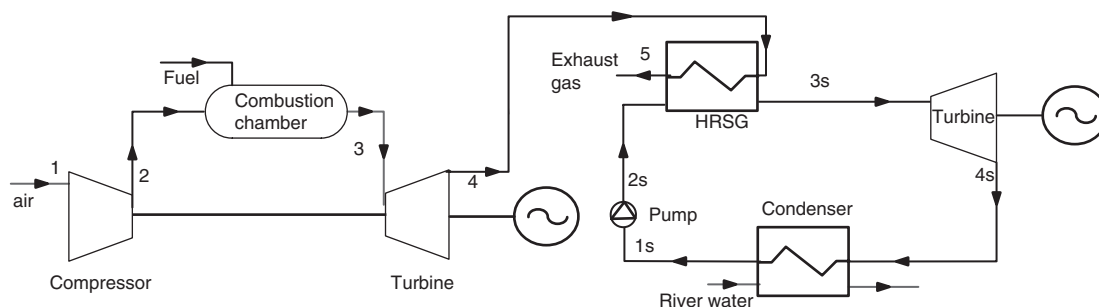 Fuel
Combustion
chamber
1
air
2
3
4
Compressor
Turbine
Exhaust
gas
5
HRSG
3s
Turbine
4s
2s
Pump
1s
Condenser
River water